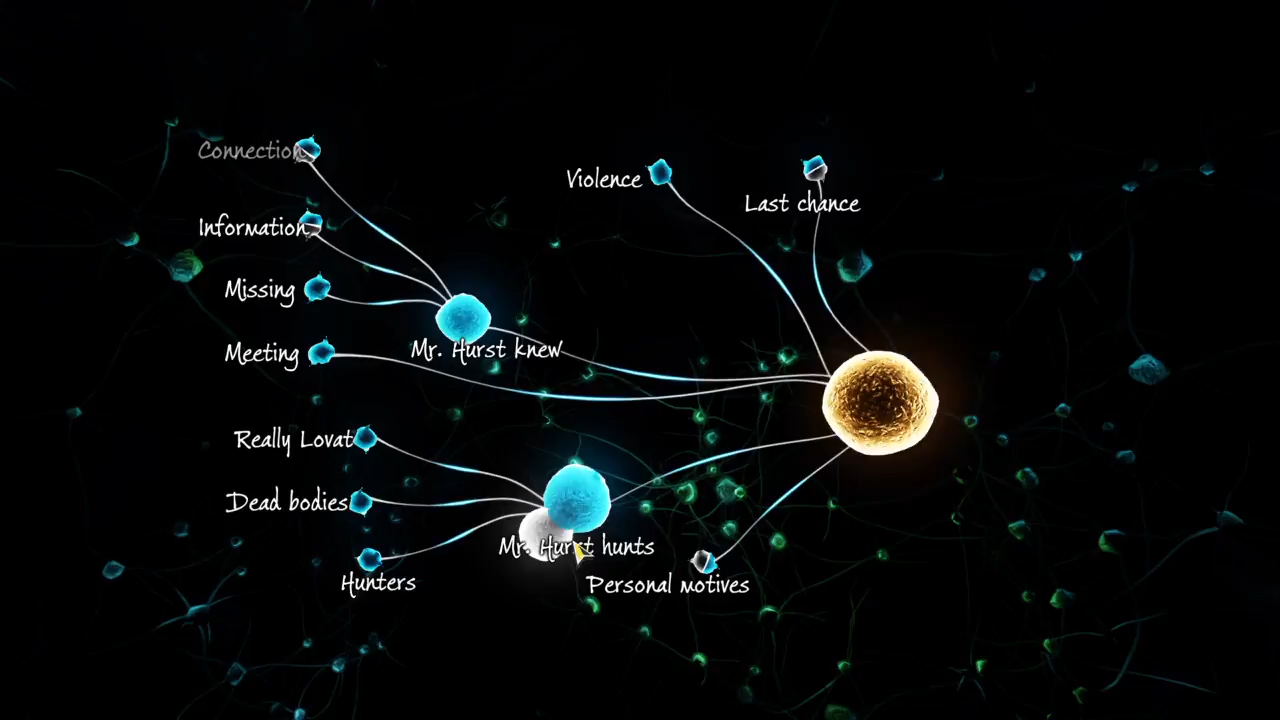 Connection
Information
Missing
Meeting
Violence
Last chance
Mr. Hurst knew
Really Lovat
Dead bodies
Hunters
Mr. Hurst hunts
Personal motives